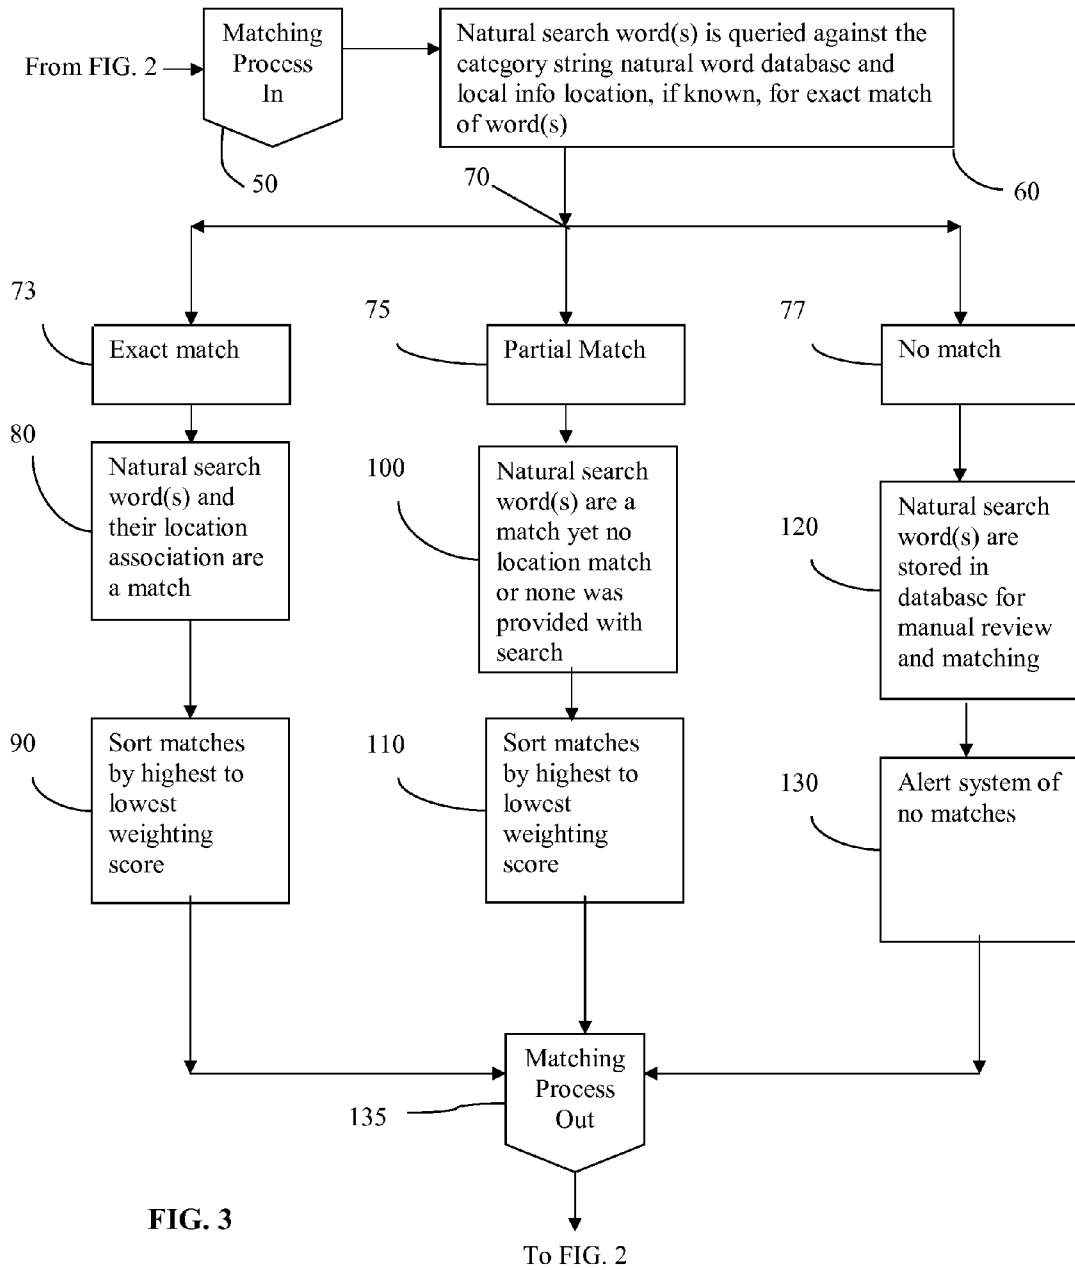 From FIG. 2
Matching
Process
In
50
Natural search word(s) is queried against the
category string natural word database and
local info location, if known, for exact match
of word(s)
60
70
73
Exact match
75
Partial Match
77
No match
80
Natural search
word(s) and
their location
association are
a match
100
Natural search
word(s) are a
match yet no
location match
or none was
provided with
search
120
Natural search
word(s) are
stored in
database for
manual review
and matching
90
Sort matches
by highest to
lowest
weighting
score
110
Sort matches
by highest to
lowest
weighting
score
130
Alert system of
no matches
135
Matching
Process
Out
FIG. 3
To FIG. 2